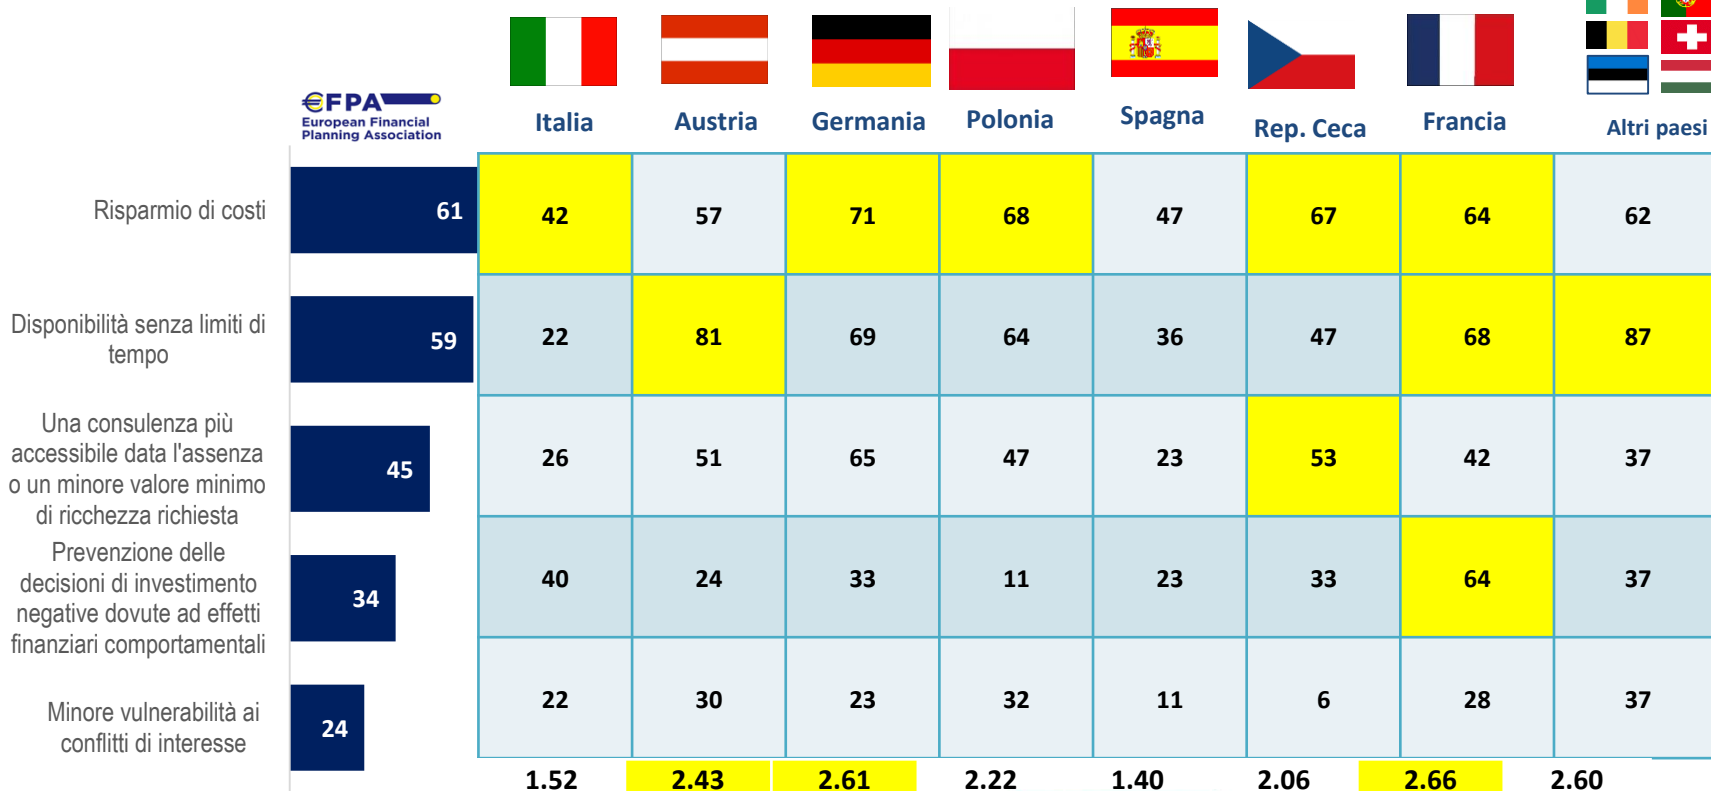 €FPA
European Financial
Planning Association
Italia
Austria
Germania
Polonia
Spagna
Rep. Ceca
Francia
Altri paesi
Risparmio di costi
61
42
57
71
68
47
67
64
62
Disponibilità senza limiti di
tempo
59
22
81
69
64
36
47
68
87
Una consulenza più
accessibile data l'assenza
o un minore valore minimo
di ricchezza richiesta
45
26
51
65
47
23
53
42
37
Prevenzione delle
decisioni di investimento
negative dovute ad effetti
finanziari comportamentali
34
40
24
33
11
23
33
64
37
Minore vulnerabilità ai
conflitti di interesse
24
22
30
23
32
11
6
28
37
1.52
2.43
2.61
2.22
1.40
2.06
2.66
2.60